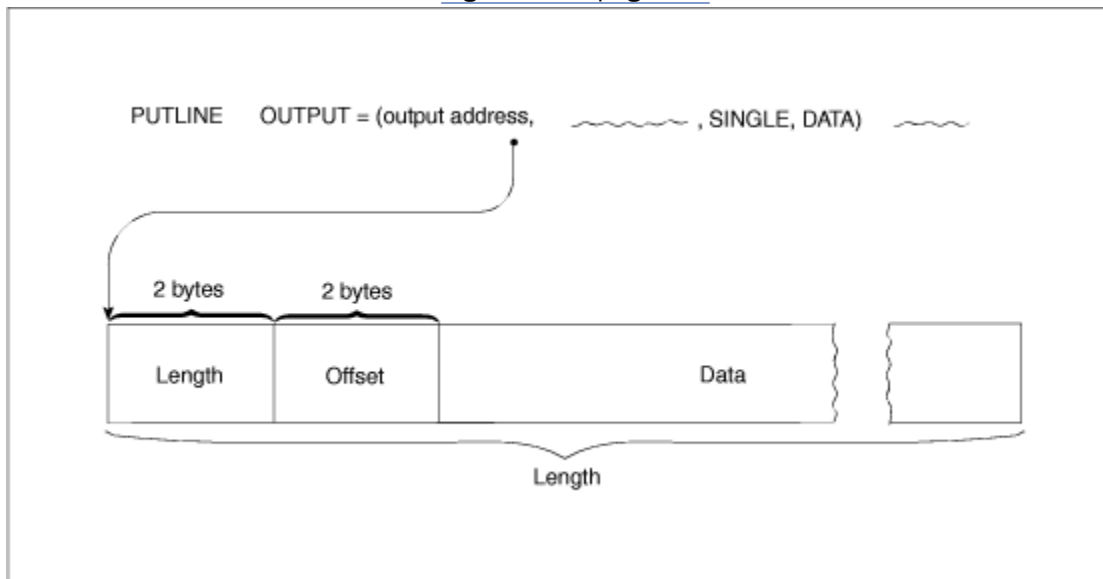 PUTLINE OUTPUT = (output address, , SINGLE, DATA)
2 bytes 2 bytes
Length Offset Data
Length